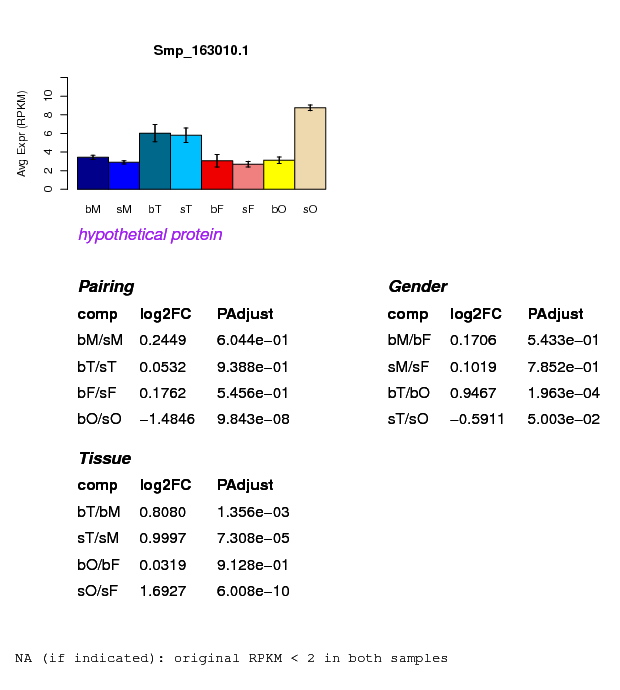 Smp_163010.1
Avg Expr (RPKM)
10
8
6
4
2
0
bM sM bT sT bF sF bO sO
hypothetical protein
Pairing
comp log2FC PAdjust
bM/sM 0.2449 6.044e−01
bT/sT 0.0532 9.388e−01
bF/sF 0.1762 5.456e−01
bO/sO −1.4846 9.843e−08
Gender
comp log2FC PAdjust
bM/bF 0.1706 5.433e−01
sM/sF 0.1019 7.852e−01
bT/bO 0.9467 1.963e−04
sT/sO −0.5911 5.003e−02
Tissue
comp log2FC PAdjust
bT/bM 0.8080 1.356e−03
sT/sM 0.9997 7.308e−05
bO/bF 0.0319 9.128e−01
sO/sF 1.6927 6.008e−10
NA (if indicated): original RPKM < 2 in both samples